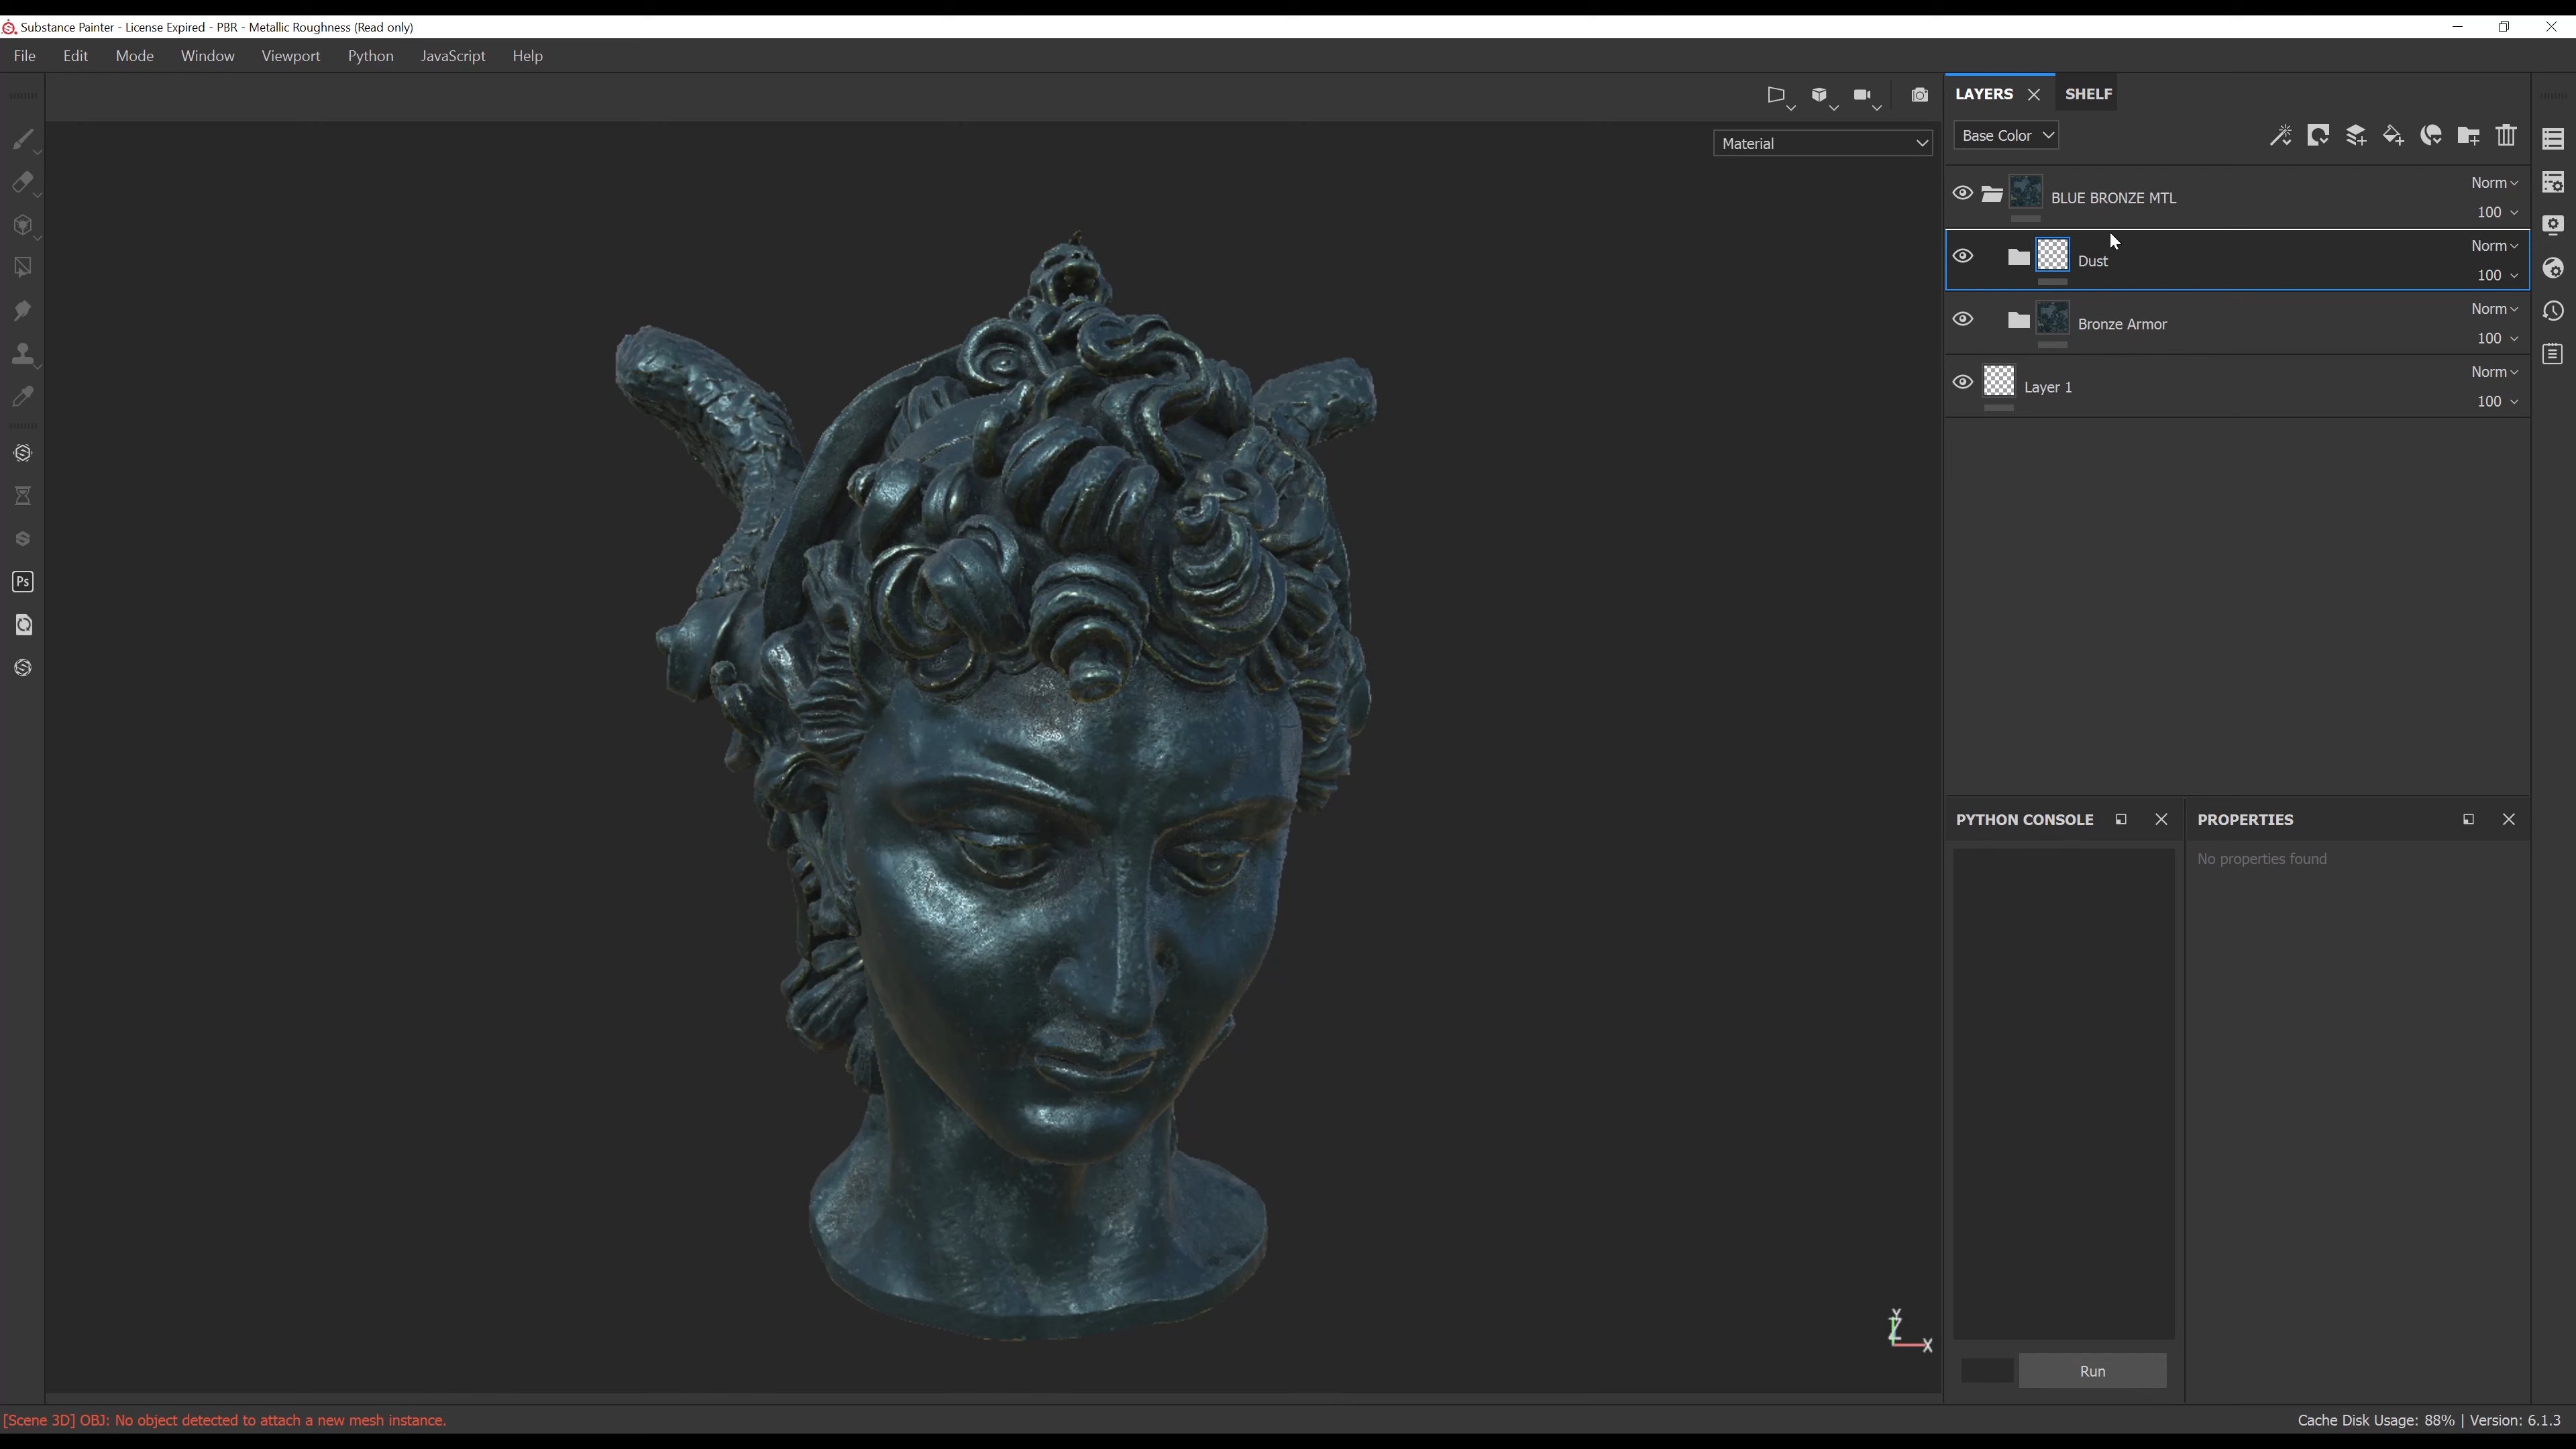 Substance Painter - License Expired - PBR - Metallic Roughness (Read only)
File Edit Mode Window Viewport Python JavaScript Help
LAYERS SHELF
Base Color
Material
Norm
BLUE BRONZE MTL
100
Norm
Dust
100
Norm
Bronze Armor
100
Norm
Layer 1
100
Ps
PYTHON CONSOLE
PROPERTIES
No properties found
Y
Z
X
Run
[Scene 3D] OBJ: No object detected to attach a new mesh instance.
Cache Disk Usage: 88% | Version: 6.1.3